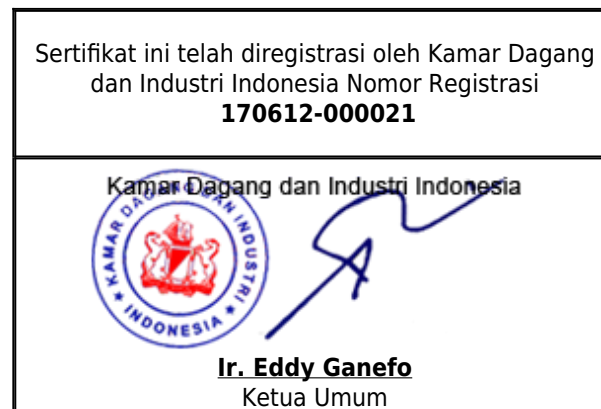 Sertifikat ini telah diregistrasi oleh Kamar Dagang
dan Industri Indonesia Nomor Registrasi
170612-000021
Kamar Dagang dan Industri Indonesia
KAMAR DAGANG DAN INDUSTRI
INDONESIA
Ir. Eddy Ganefo
Ketua Umum